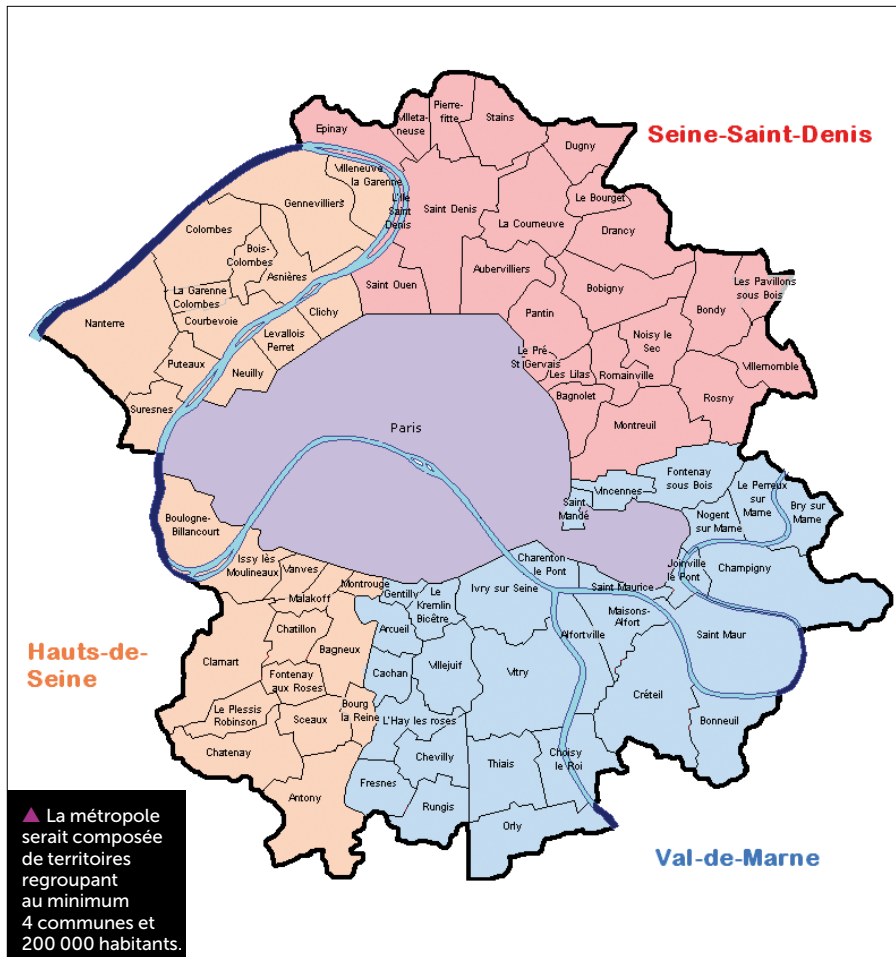 Seine-Saint-Denis
Epinay
Villeta-
neuse
Pierre-
fitte
Stains
Dugny
Villeneuve
la Garenne
L'Ile
Saint
Denis
Gennevilliers
Saint Denis
La Courneuve
Le Bourget
Drancy
Colombes
Bois-
Colombes
Asnières
La Garenne
Colombes
Courbevoie
Nanterre
Clichy
Levallois
Perret
Saint Ouen
Aubervilliers
Bobigny
Les Pavillons
sous Bois
Bondy
Pantin
Noisy le
Sec
Puteaux
Neuilly
Le Pré
St Gervais
Les Lilas
Romainville
Villemomble
Suresnes
Bagnolet
Rosny
Montreuil
Paris
Fontenay
sous Bois
Vincennes
Saint
Mandé
Le Perreux
sur
Marne
Nogent
sur Marne
Bry sur
Marne
Boulogne-
Billancourt
Issy lès
Moulineaux
Vanves
Malakoff
Montrouge
Gentilly
Le
Kremlin
Bicêtre
Ivry sur Seine
Charenton
le Pont
Saint Maurice
Joinville
le Pont
Champigny
Maisons-
Alfort
Alfortville
Saint Maur
Hauts-de-
Seine
Chatillon
Bagneux
Arcueil
Clamart
Fontenay
aux Roses
Cachan
Villejuif
Vitry
Créteil
Le Plessis
Robinson
Sceaux
Bourg
la Reine
L'Hay les roses
Bonneuil
Chatenay
Chevilly
Thiais
Choisy
le Roi
Antony
Fresnes
Rungis
Orly
Val-de-Marne
▲ La métropole
serait composée
de territoires
regroupant
au minimum
4 communes et
200 000 habitants.